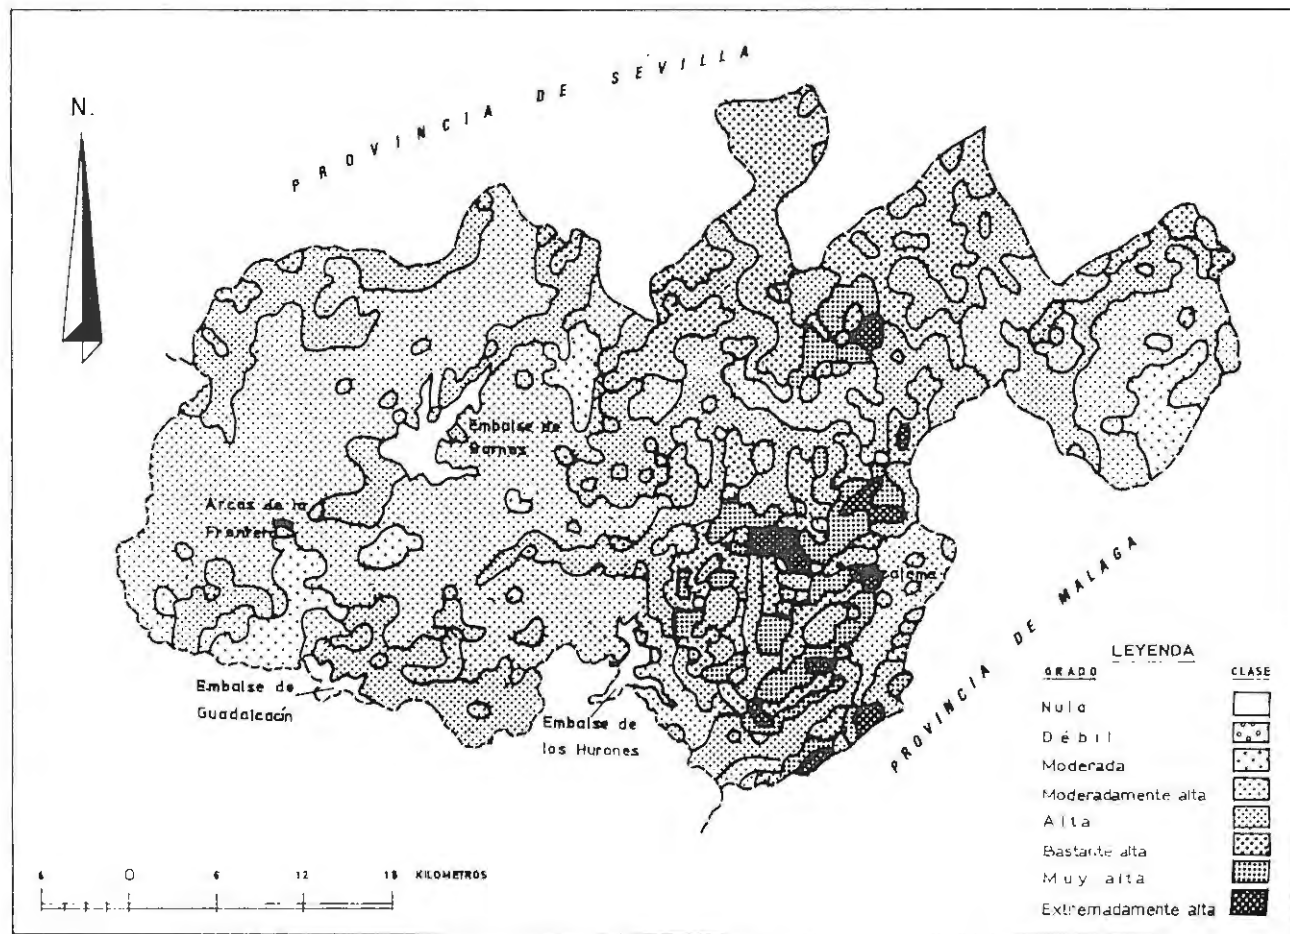 PROVINCIA DE SEVILLA
N.
Embalse de
Bornos
Arcos de la
Frontera
PROVINCIA DE MALAGA
Embalse de
Guadalcacín
Embalse de
los Hurones
LEYENDA
GRADO CLASE
Nula
Débil
Moderada
Moderadamente alta
Alta
Bastante alta
Muy alta
Extremadamente alta
6 0 6 12 18 KILOMETROS